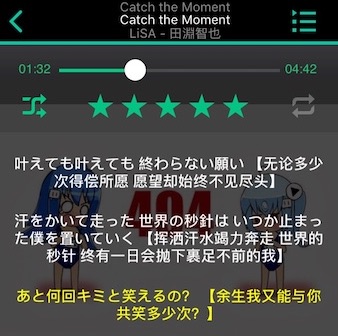 Catch the Moment
Catch the Moment
LiSA - 田淵智也
01:32
04:42
叶えても叶えても 終わらない願い 【无论多少
次得偿所愿 愿望却始终不见尽头】
汗をかいて走った 世界の秒針は いつか止まっ
た僕を置いていく 【挥洒汗水竭力奔走 世界的
秒针 终有一日会抛下裹足不前的我】
あと何回キミと笑えるの? 【余生我又能与你
共笑多少次？】
404